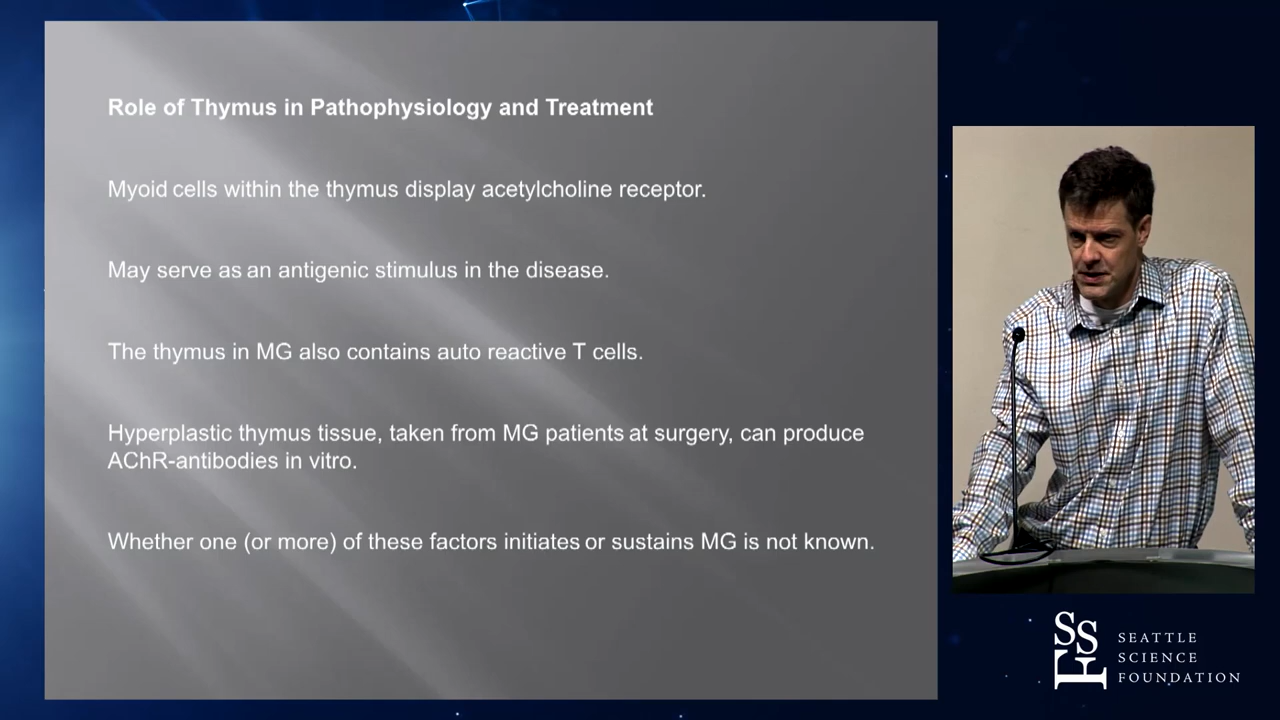 Role of Thymus in Pathophysiology and Treatment
Myoid cells within the thymus display acetylcholine receptor.
May serve as an antigenic stimulus in the disease.
The thymus in MG also contains auto reactive T cells.
Hyperplastic thymus tissue, taken from MG patients at surgery, can produce
AChR-antibodies in vitro.
Whether one (or more) of these factors initiates or sustains MG is not known.
SSF
SEATTLE
SCIENCE
FOUNDATION